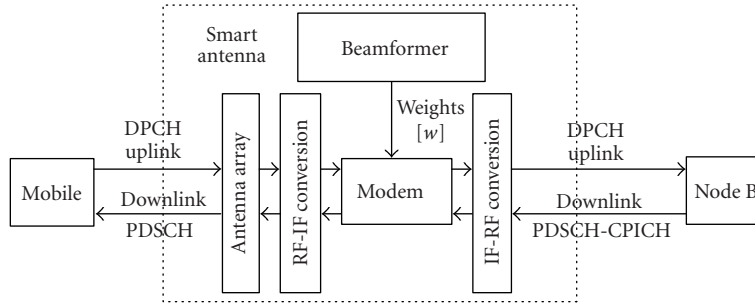 Smart
antenna
Beamformer
Weights
[w]
DPCH
uplink
DPCH
uplink
Mobile
Antenna array
RF-IF conversion
Modem
IF-RF conversion
Node B
Downlink
PDSCH
Downlink
PDSCH-CPICH